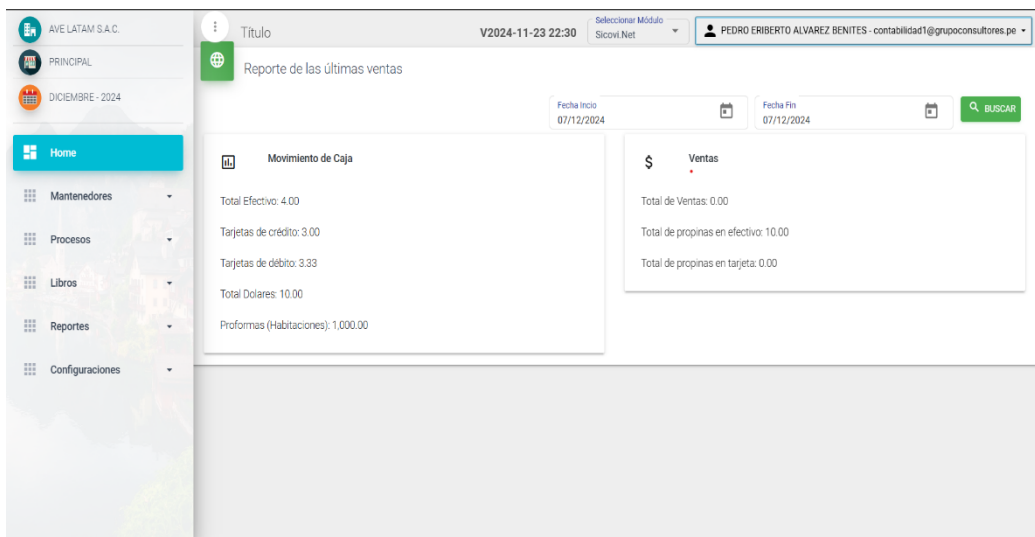 AVE LATAM S.A.C.
PRINCIPAL
DICIEMBRE - 2024
Home
Mantenedores
Procesos
Libros
Reportes
Configuraciones
Título
V2024-11-23 22:30
Seleccionar Módulo
Sicovi.Net
PEDRO ERIBERTO ALVAREZ BENITES - contabilidad1@grupoconsultores.pe
Reporte de las últimas ventas
Fecha Incio
07/12/2024
Fecha Fin
07/12/2024
BUSCAR
Movimiento de Caja
Total Efectivo: 4.00
Tarjetas de crédito: 3.00
Tarjetas de débito: 3.33
Total Dolares: 10.00
Proformas (Habitaciones): 1,000.00
$ Ventas
Total de Ventas: 0.00
Total de propinas en efectivo: 10.00
Total de propinas en tarjeta: 0.00